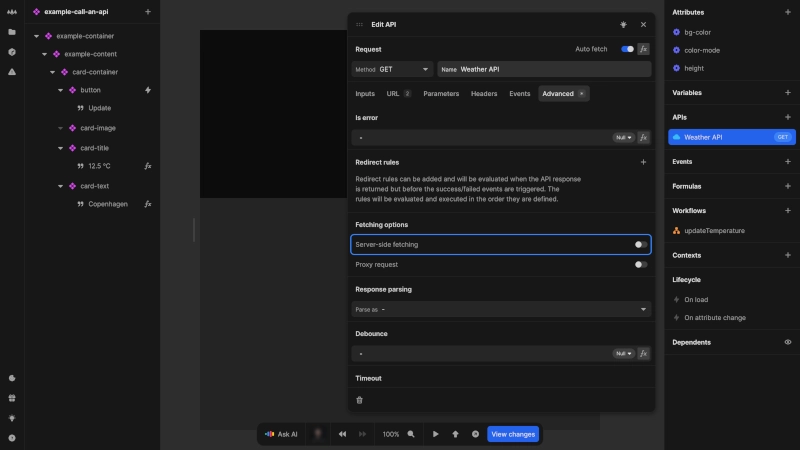 example-call-an-api
example-container
example-content
card-container
button
Update
card-image
card-title
12.5 °C
card-text
Copenhagen
Edit API
Request
Auto fetch
Method GET
Name Weather API
Inputs
URL 2
Parameters
Headers
Events
Advanced
Is error
Null
Redirect rules
Redirect rules can be added and will be evaluated when the API response
is returned but before the success/failed events are triggered. The
rules will be evaluated and executed in the order they are defined.
Fetching options
Server-side fetching
Proxy request
Response parsing
Parse as -
Debounce
Null
Timeout
Ask AI
100%
View changes
Attributes
bg-color
color-mode
height
Variables
APIs
Weather API GET
Events
Formulas
Workflows
updateTemperature
Contexts
Lifecycle
On load
On attribute change
Dependents